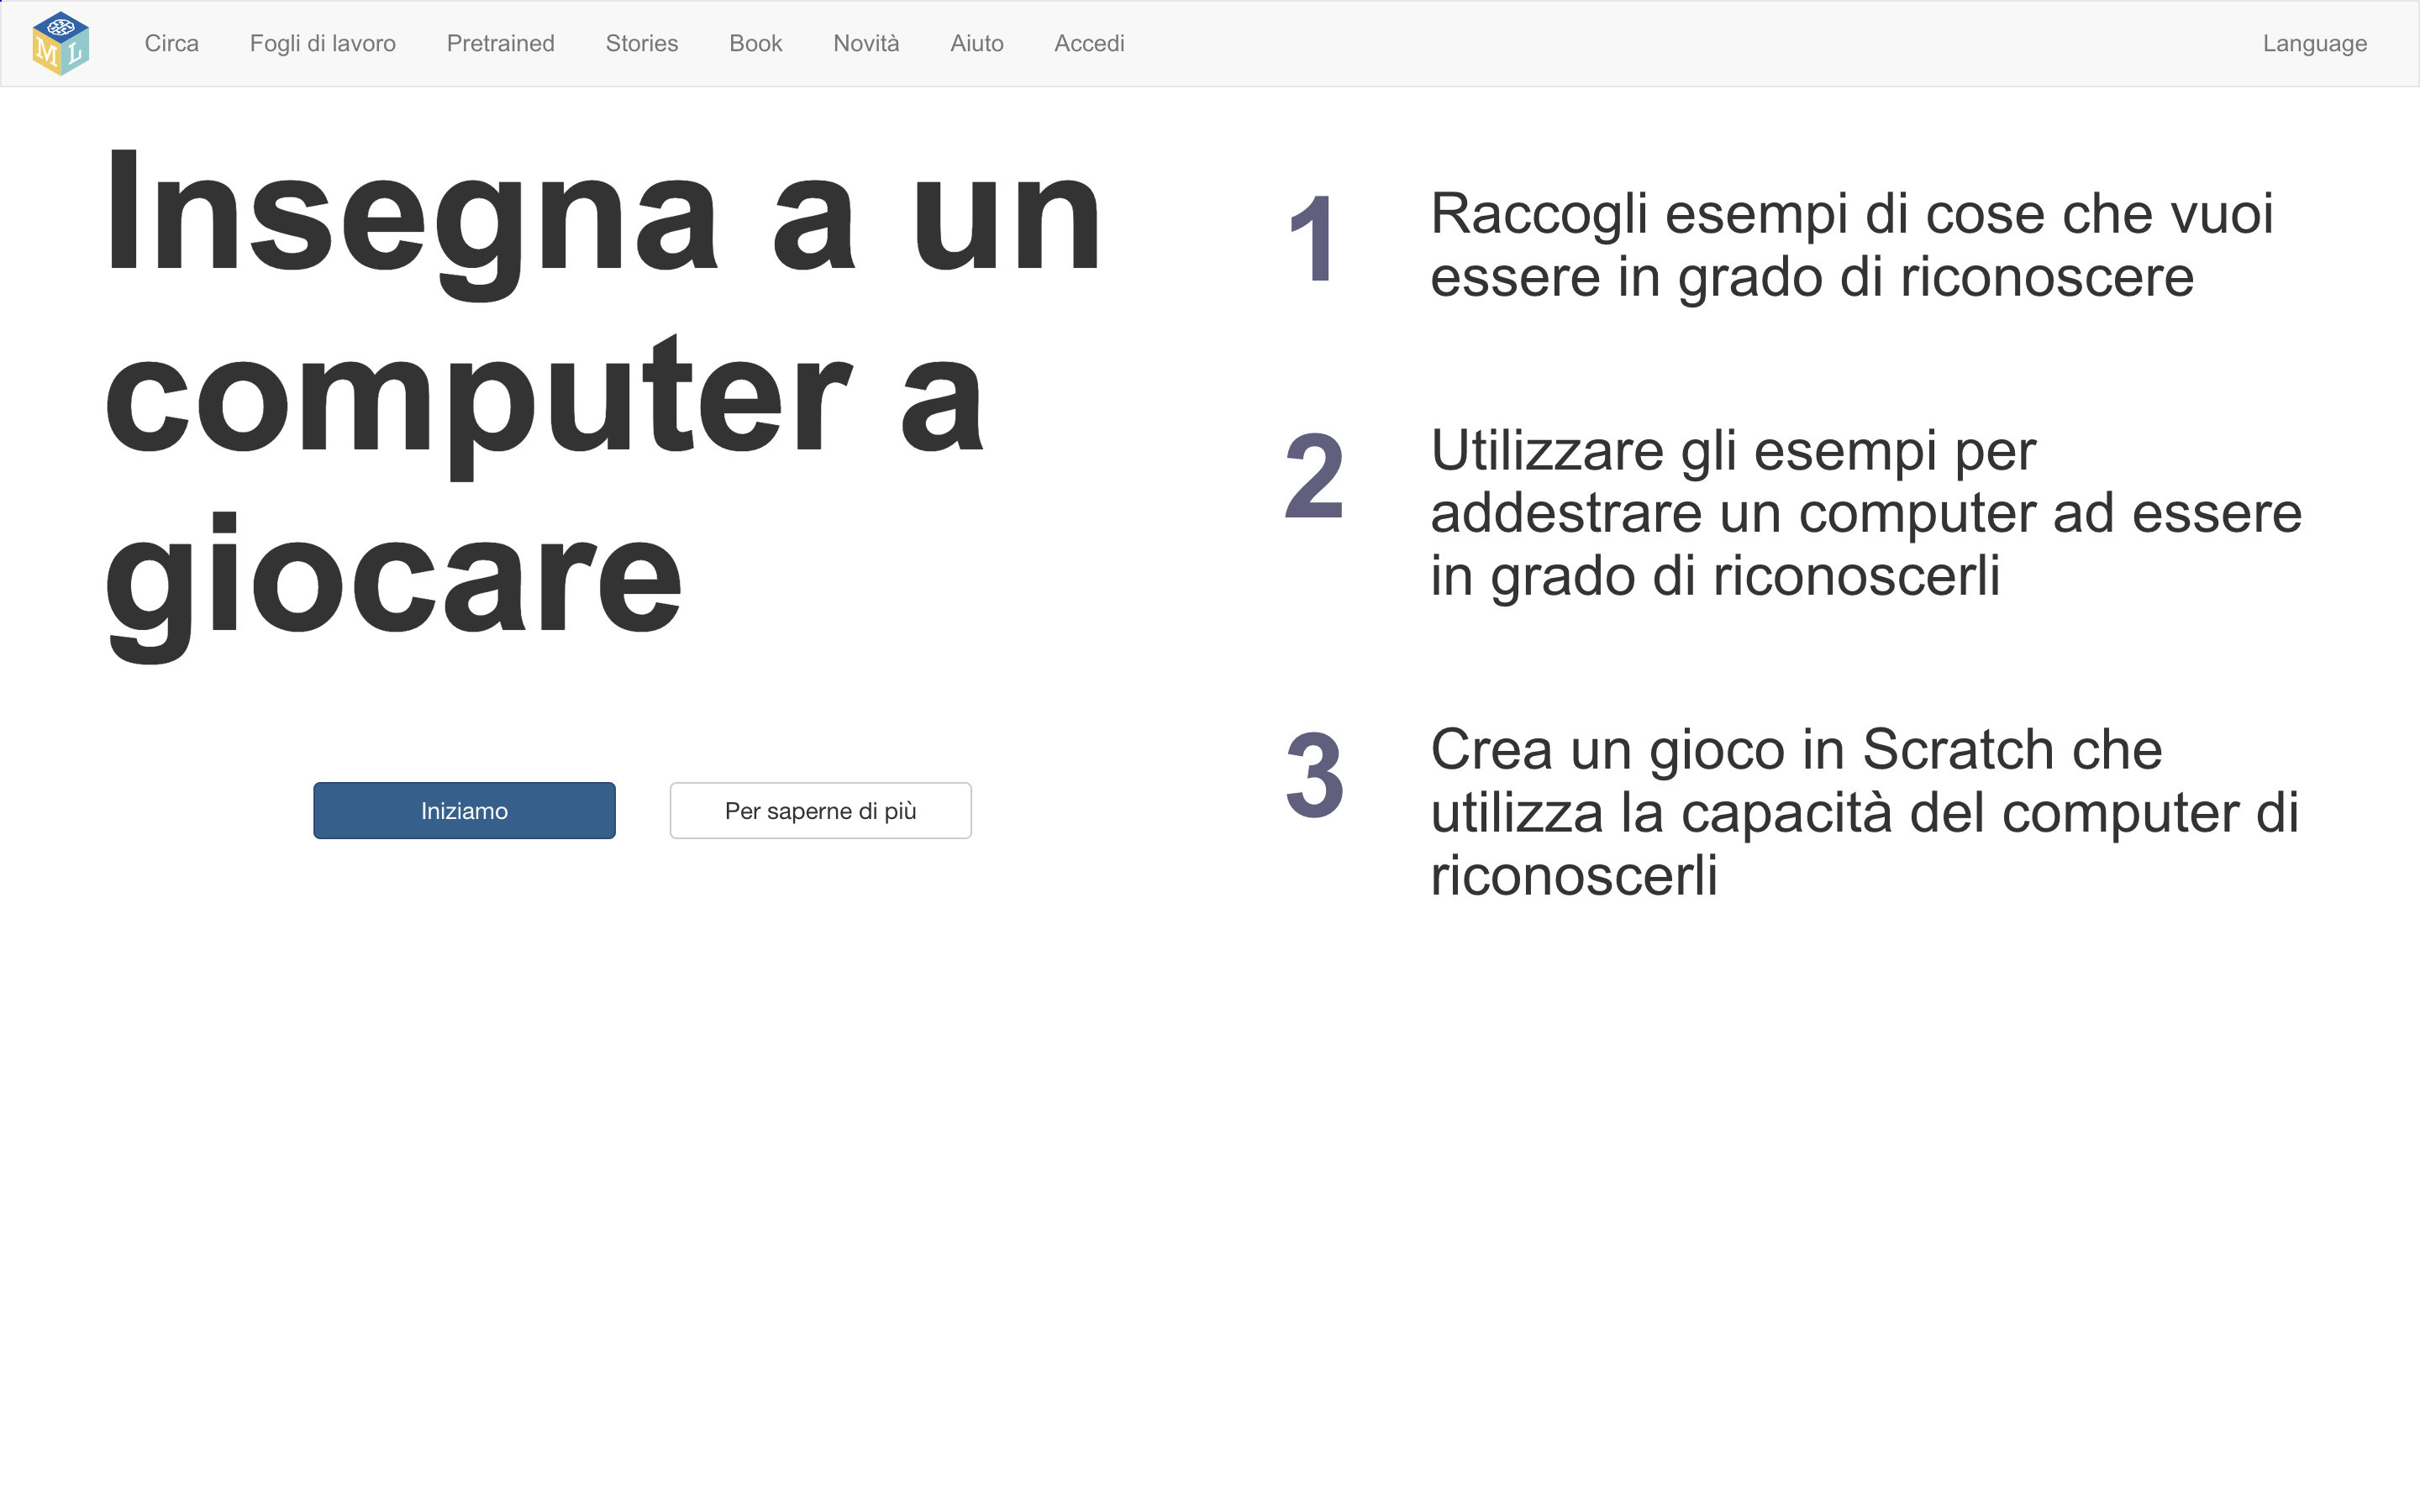 M L
Circa
Fogli di lavoro
Pretrained
Stories
Book
Novità
Aiuto
Accedi
Language
Insegna a un
computer a
giocare
Iniziamo
Per saperne di più
1
Raccogli esempi di cose che vuoi
essere in grado di riconoscere
2
Utilizzare gli esempi per
addestrare un computer ad essere
in grado di riconoscerli
3
Crea un gioco in Scratch che
utilizza la capacità del computer di
riconoscerli